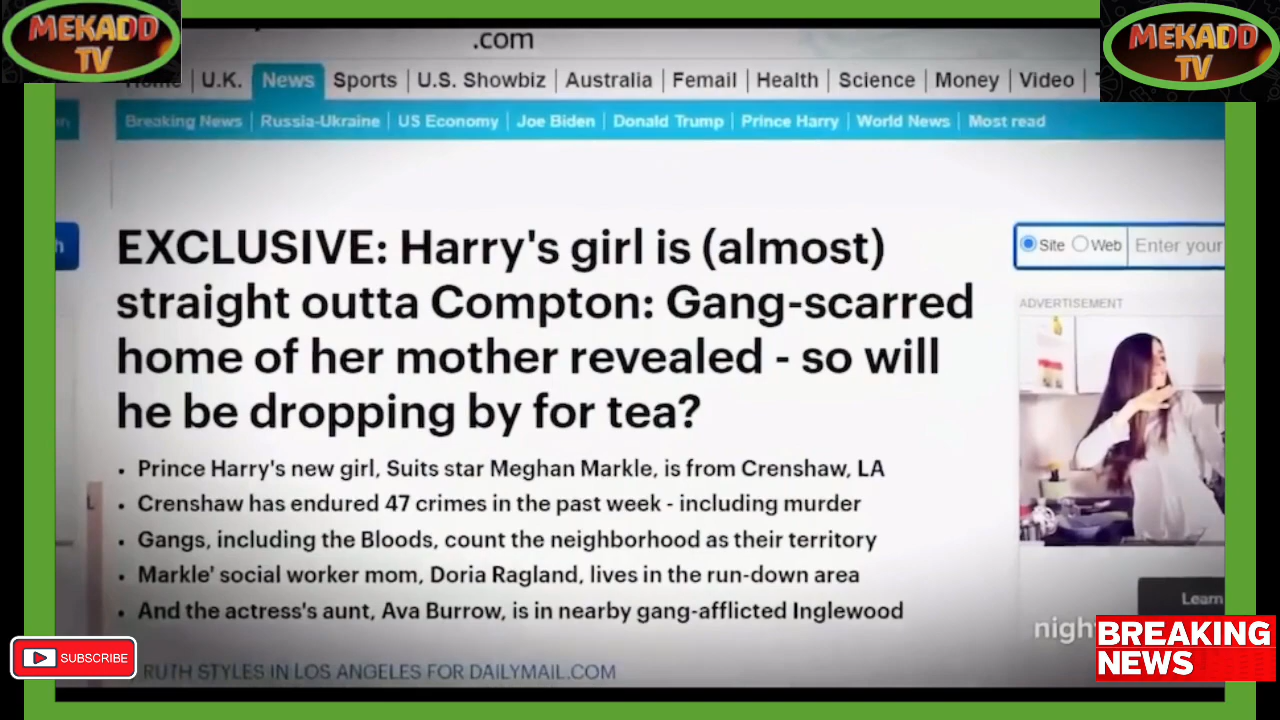 MEKADD
TV
MEKADD
TV
.com
Home
U.K.
News
Sports
U.S. Showbiz
Australia
Femail
Health
Science
Money
Video
Breaking News
Russia-Ukraine
US Economy
Joe Biden
Donald Trump
Prince Harry
World News
Most read
EXCLUSIVE: Harry's girl is (almost)
straight outta Compton: Gang-scarred
home of her mother revealed - so will
he be dropping by for tea?
Site
Web
Enter your
ADVERTISEMENT
• Prince Harry's new girl, Suits star Meghan Markle, is from Crenshaw, LA
• Crenshaw has endured 47 crimes in the past week - including murder
• Gangs, including the Bloods, count the neighborhood as their territory
• Markle' social worker mom, Doria Ragland, lives in the run-down area
• And the actress's aunt, Ava Burrow, is in nearby gang-afflicted Inglewood
Learn
nigh
BREAKING
NEWS
SUBSCRIBE
RUTH STYLES IN LOS ANGELES FOR DAILYMAIL.COM